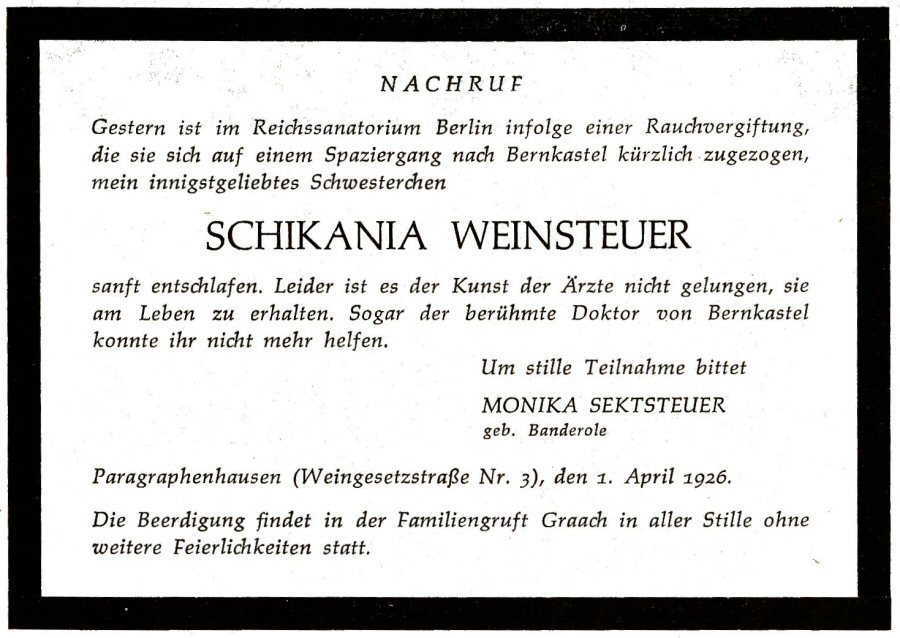 NACHRUF
Gestern ist im Reichssanatorium Berlin infolge einer Rauchvergiftung,
die sie sich auf einem Spaziergang nach Bernkastel kürzlich zugezogen,
mein innigstgeliebtes Schwesterchen
SCHIKANIA WEINSTEUER
sanft entschlafen. Leider ist es der Kunst der Ärzte nicht gelungen, sie
am Leben zu erhalten. Sogar der berühmte Doktor von Bernkastel
konnte ihr nicht mehr helfen.
Um stille Teilnahme bittet
MONIKA SEKTSTEUER
geb. Banderole
Paragraphenhausen (Weingesetzstraße Nr. 3), den 1. April 1926.
Die Beerdigung findet in der Familiengruft Graach in aller Stille ohne
weitere Feierlichkeiten statt.